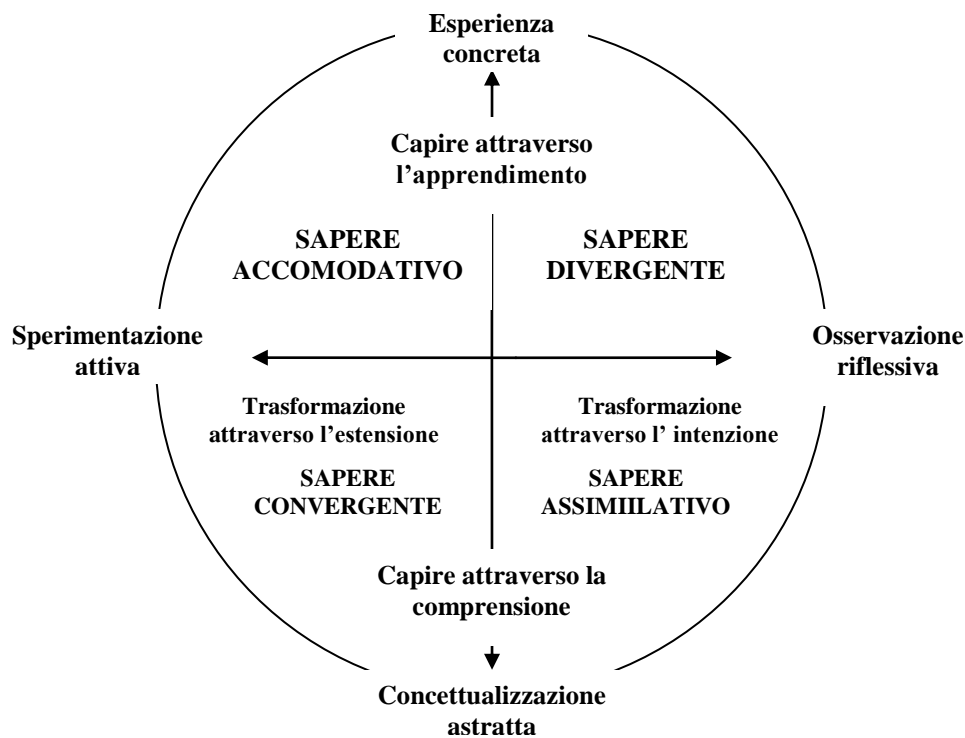 Esperienza
concreta
Capire attraverso
l’apprendimento
SAPERE
ACCOMODATIVO
SAPERE
DIVERGENTE
Sperimentazione
attiva
Osservazione
riflessiva
Trasformazione
attraverso l’estensione
Trasformazione
attraverso l’ intenzione
SAPERE
CONVERGENTE
SAPERE
ASSIMIILATIVO
Capire attraverso la
comprensione
Concettualizzazione
astratta